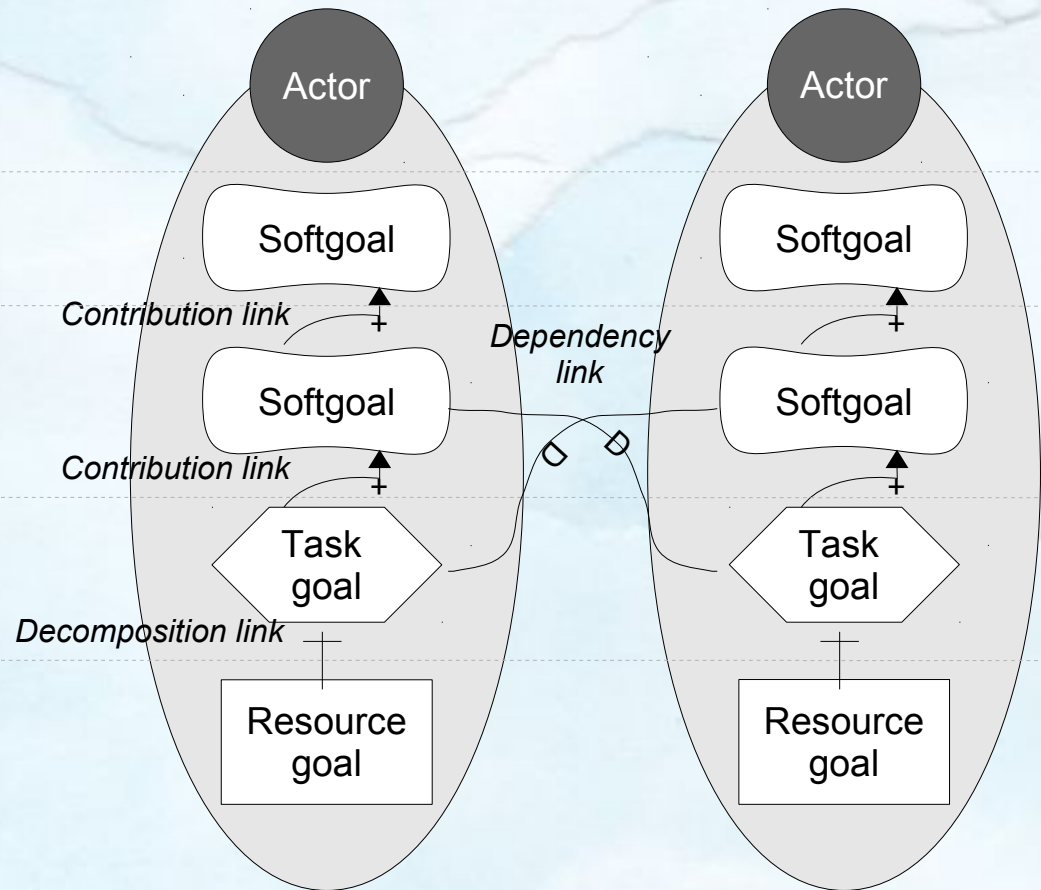 Actor
Actor
Softgoal
Softgoal
Contribution link
+
+
Dependency
link
Softgoal
Softgoal
D
D
Contribution link
+
+
Task
goal
Task
goal
Decomposition link
Resource
goal
Resource
goal